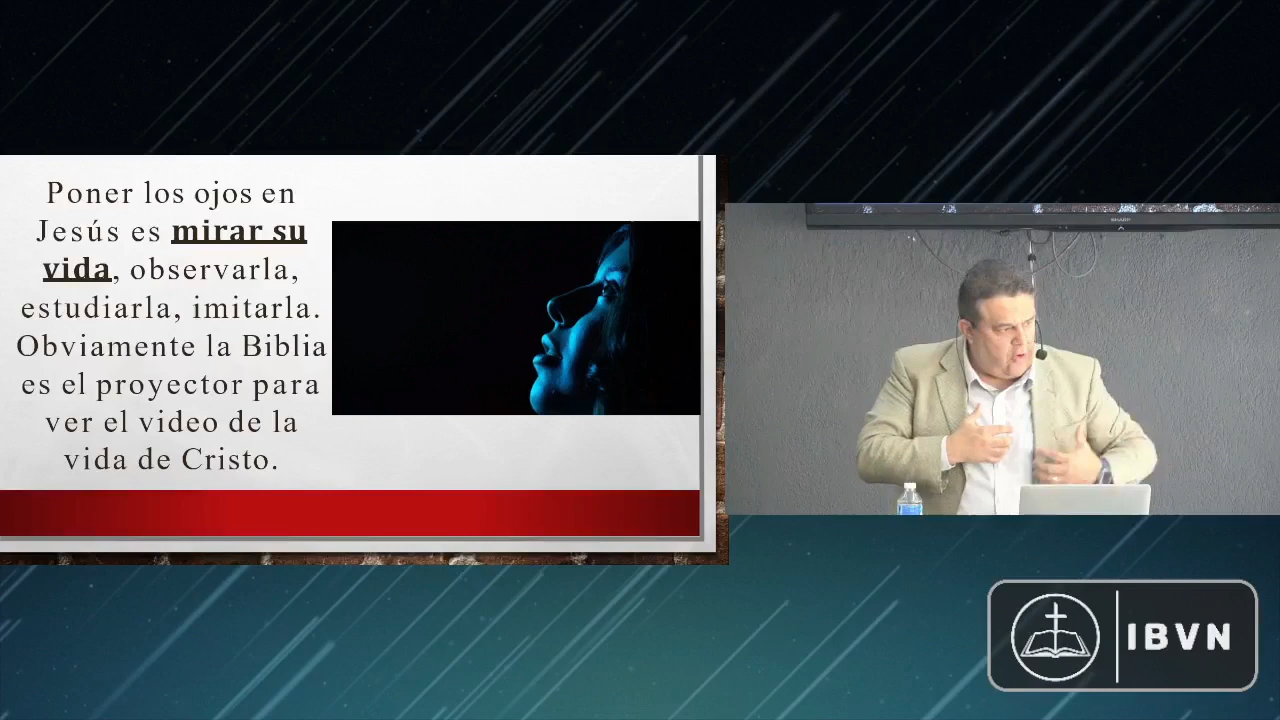 Poner los ojos en
Jesús es mirar su
vida, observarla,
estudiarla, imitarla.
Obviamente la Biblia
es el proyector para
ver el video de la
vida de Cristo.
SHARP
IBVN